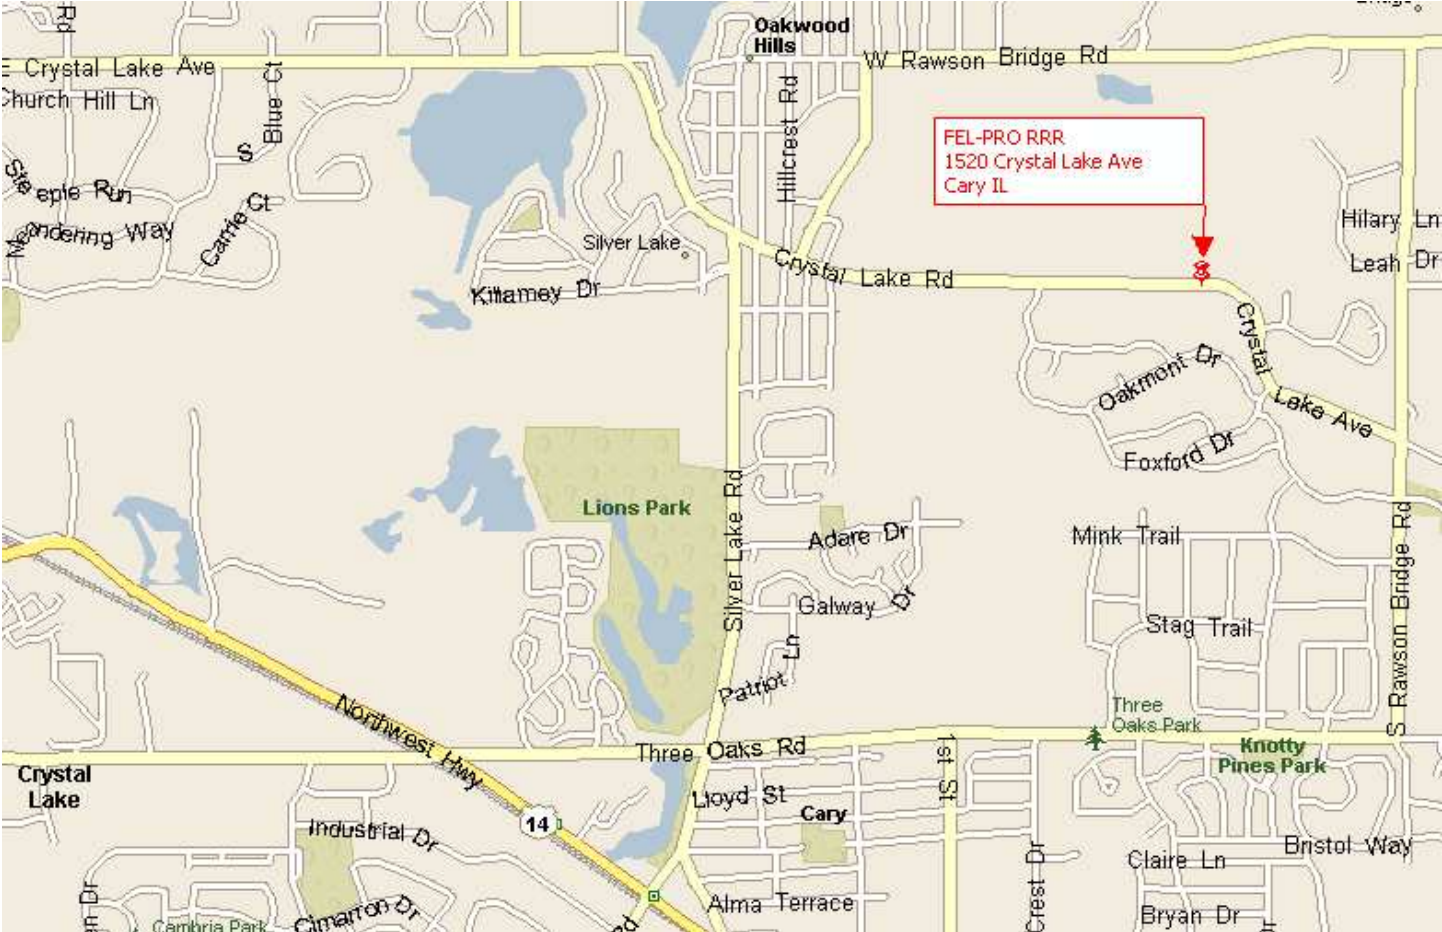 Rd
Oakwood
Hills
E Crystal Lake Ave
W Rawson Bridge Rd
Church Hill Ln
Blue Ct
S
Hillcrest Rd
FEL-PRO RRR
1520 Crystal Lake Ave
Cary IL
Steeple Run
Carrie Ct
Meandering Way
Hilary Ln
Silver Lake
Leah Dr
Crystal Lake Rd
Killarney Dr
Crystal Lake Ave
Oakmont Dr
Foxford Dr
Lions Park
Silver Lake Rd
Adare Dr
Mink Trail
S Rawson Bridge Rd
Galway Dr
Stag Trail
Patriot Ln
Northwest Hwy
Three
Oaks Park
Three Oaks Rd
1st St
Knotty
Pines Park
Crystal
Lake
Lloyd St
Cary
14
Industrial Dr
Bristol Way
Claire Ln
Crest Dr
Alma Terrace
Cimarron Dr
Bryan Dr
Cambria Park
Rd